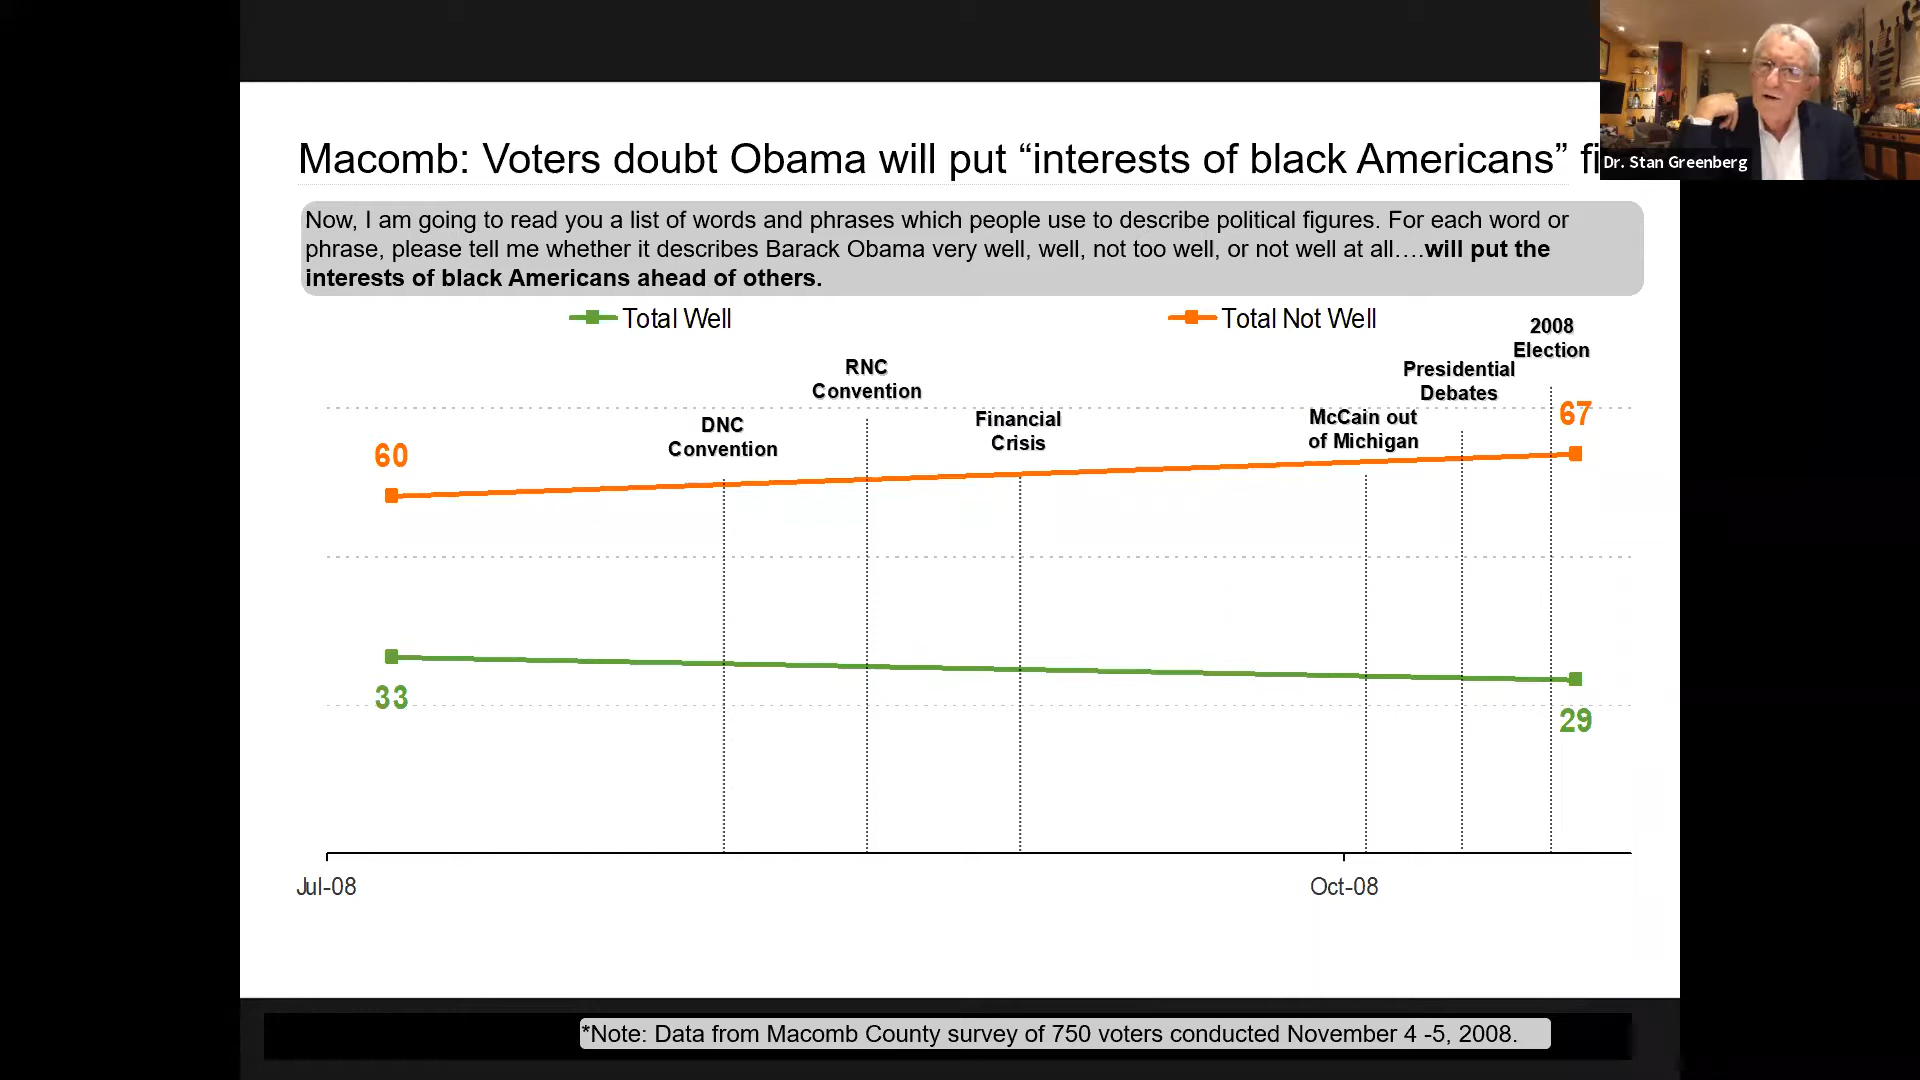 Macomb: Voters doubt Obama will put “interests of black Americans”
Dr. Stan Greenberg
Now, I am going to read you a list of words and phrases which people use to describe political figures. For each word or
phrase, please tell me whether it describes Barack Obama very well, well, not too well, or not well at all….will put the
interests of black Americans ahead of others.
Total Well
Total Not Well
2008
Election
Presidential
Debates
RNC
Convention
McCain out
of Michigan
Financial
Crisis
DNC
Convention
60
67
33
29
Jul-08
Oct-08
*Note: Data from Macomb County survey of 750 voters conducted November 4 -5, 2008.